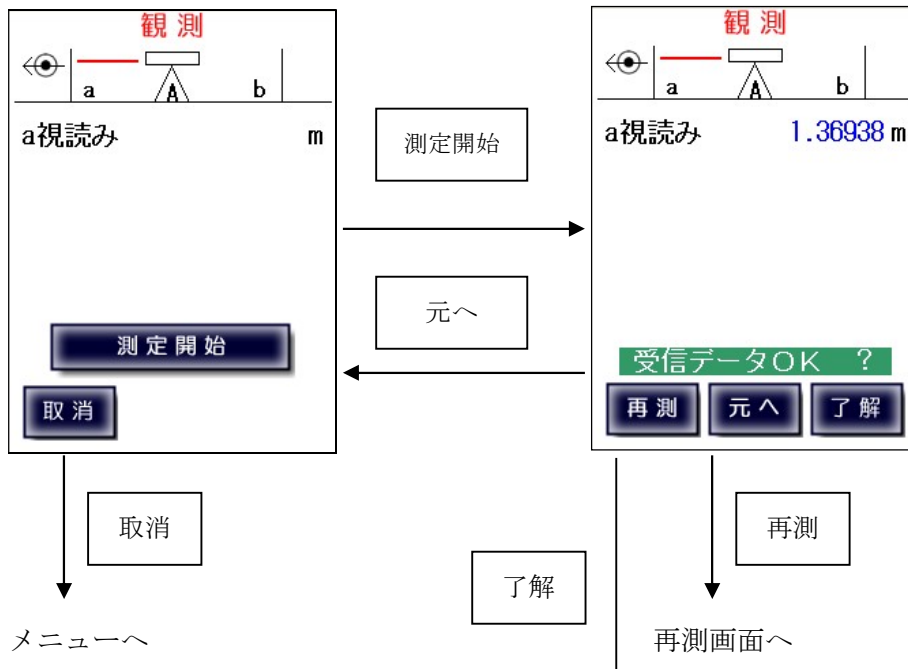 観測
a
A
b
a視読み m
測定開始
取消
測定開始
元へ
観測
a
A
b
a視読み 1.36938 m
受信データOK ?
再測 元へ 了解
取消
メニューへ
了解
再測
再測画面へ